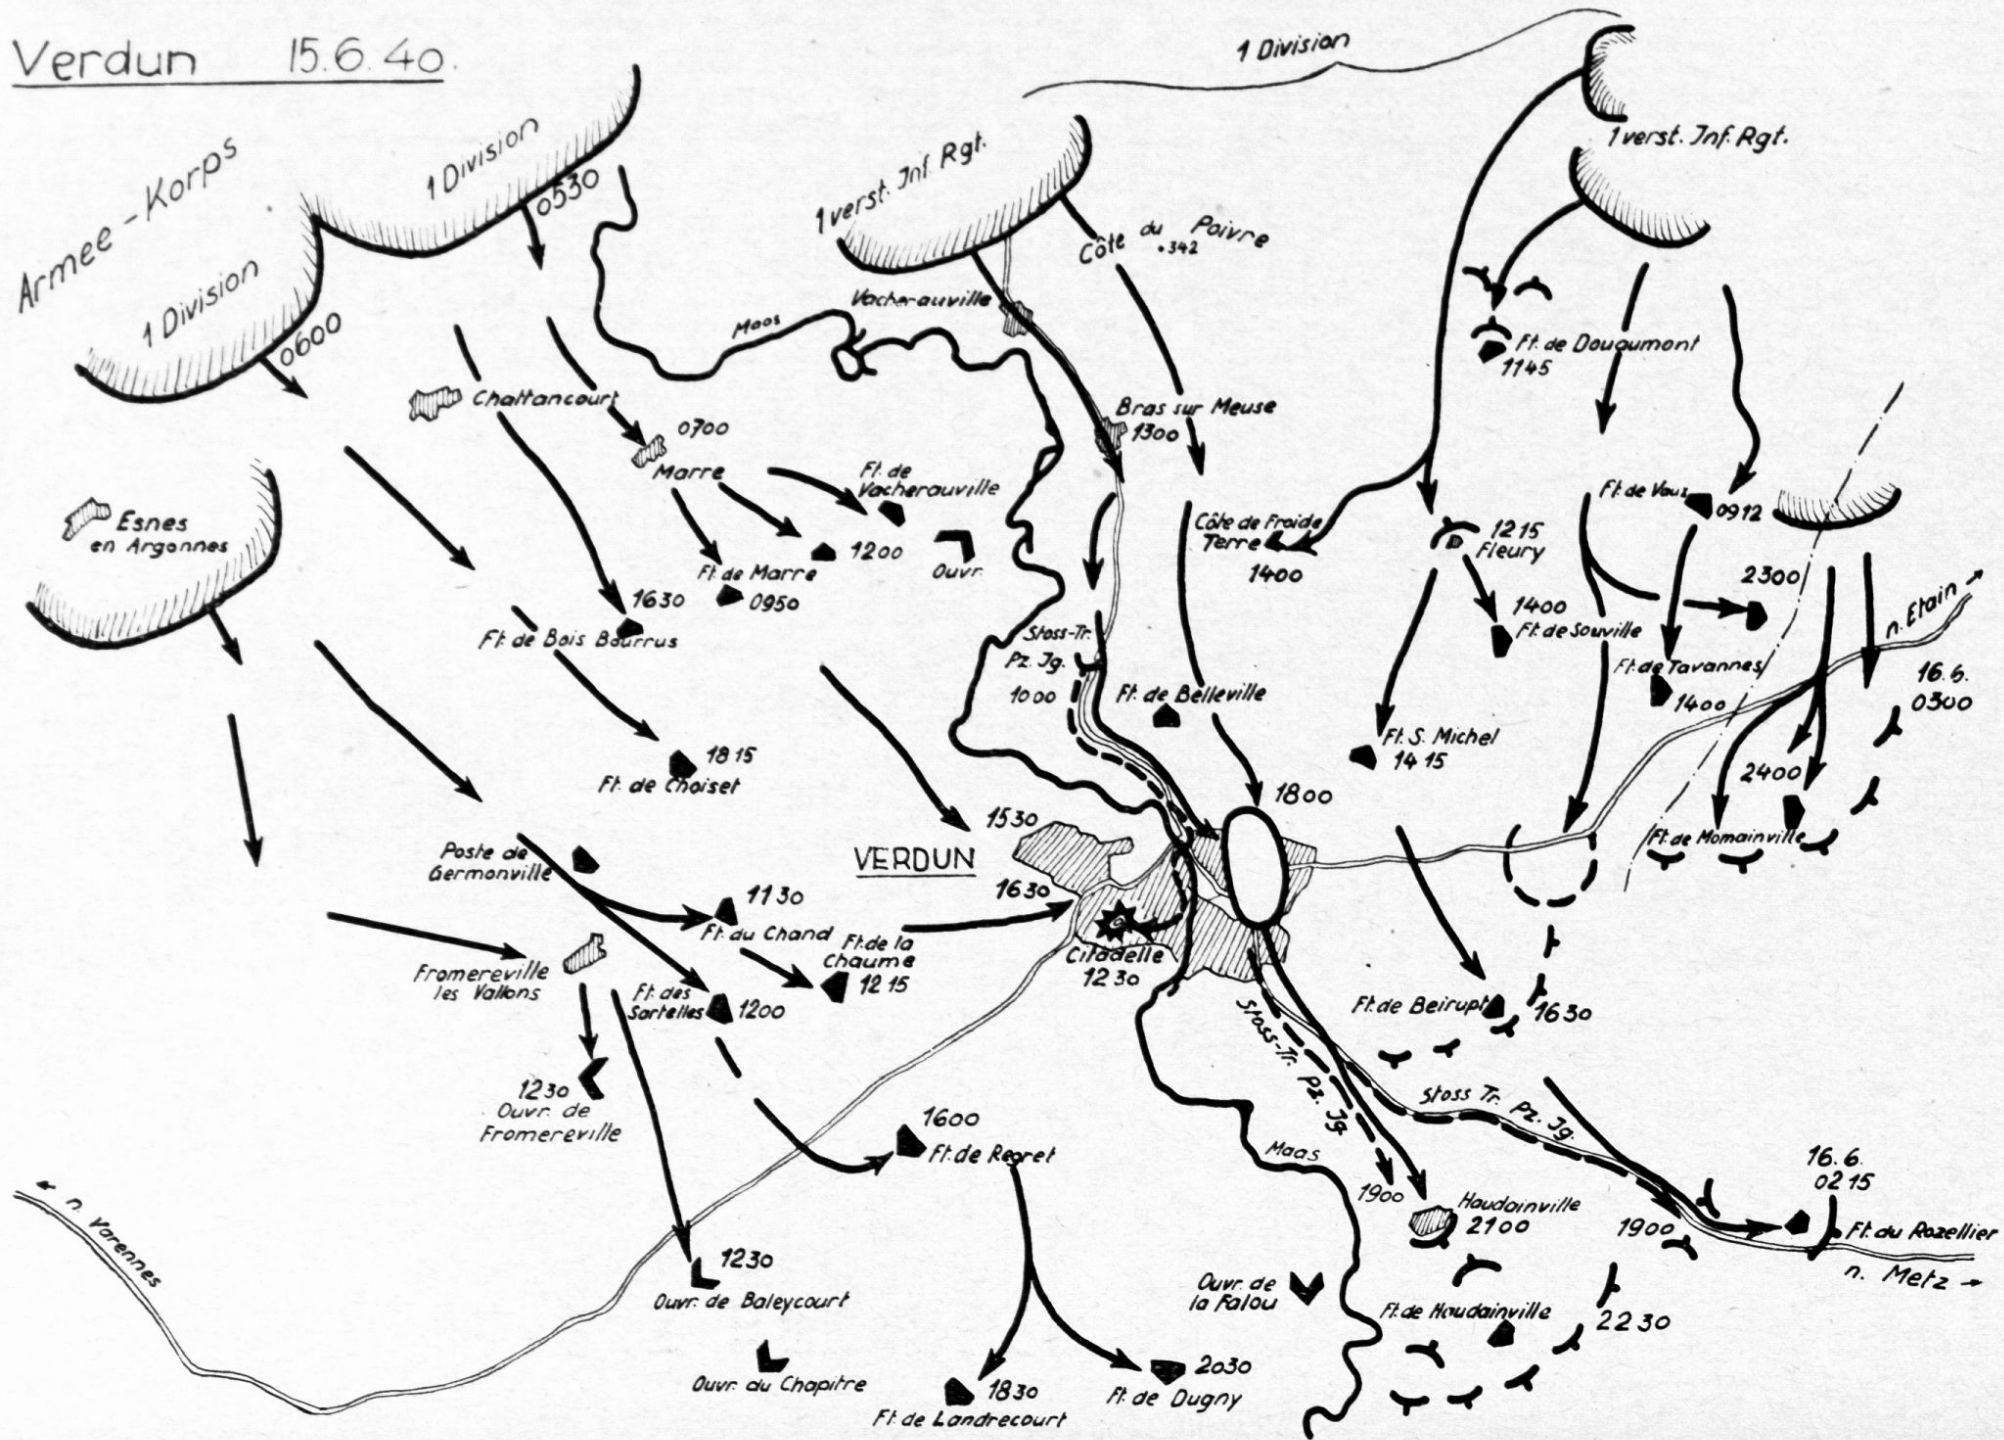 Verdun 15.6.40.
1 Division
Armee-Korps
1 Division
0530
1 Division
0600
1 verst. Inf. Rgt.
1 verst. Inf. Rgt.
Côte du Poivre
.342
Vacherauville
Maas
Ft. de Douaumont
1145
Chattancourt
0700
Marre
Bras sur Meuse
1300
Ft. de
Vacherauville
1200
Ouvr.
Esnes
en Argonnes
Ft. de Marre
0950
1630
Ft. de Bois Bourrus
Côte de Froide
Terre
1400
1215
Fleury
Ft. de Vaux
0912
2300
1400
Ft. de Souville
n. Etain
Stoss-Tr.
Pz. Jg.
1000
Ft. de Belleville
Ft. de Tavannes
1400
16.6.
0300
Ft. S. Michel
1415
1815
Ft. de Choisel
2400
Ft. de Momainville
1800
1530
VERDUN
1630
Poste de
Germonville
1130
Ft. du Chand
Ft. de la
Chaume
1215
Citadelle
1230
Fromereville
les Vallons
Ft. des
Sartelles
1200
Ft. de Beirupt
1630
1230
Ouvr. de
Fromereville
Stoss-Tr. Pz. Jg.
Stoss Tr. Pz. Jg.
1600
Ft. de Regret
Maas
1900
Haudainville
2100
1900
16.6.
0215
Ft. du Rozellier
n. Metz
n. Varennes
1230
Ouvr. de Baleycourt
Ouvr. de
la Falou
Ft. de Haudainville
2230
Ouvr. du Chapitre
1830
Ft. de Landrecourt
2030
Ft. de Dugny